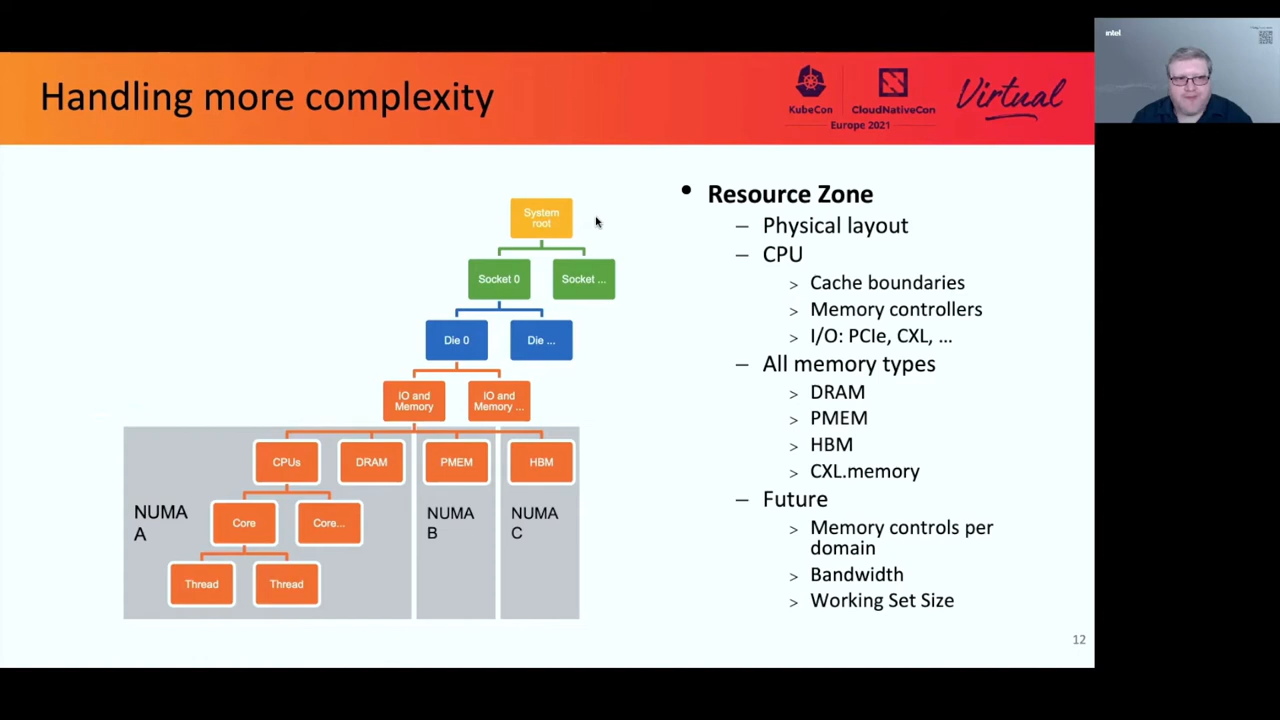 intel
Handling more complexity
KubeCon
CloudNativeCon
Europe 2021
Virtual
System
root
Socket 0
Socket ...
Die 0
Die ...
IO and
Memory
IO and
Memory ...
CPUs
DRAM
PMEM
HBM
NUMA
A
NUMA
B
NUMA
C
Core
Core...
Thread
Thread
• Resource Zone
– Physical layout
– CPU
> Cache boundaries
> Memory controllers
> I/O: PCIe, CXL, ...
– All memory types
> DRAM
> PMEM
> HBM
> CXL.memory
– Future
> Memory controls per
domain
> Bandwidth
> Working Set Size
12